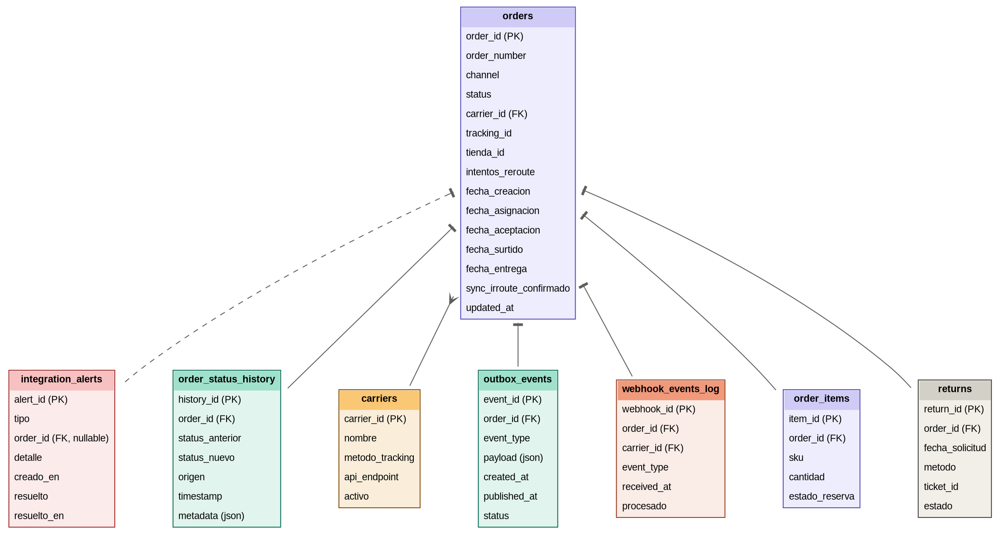 orders
order_id (PK)
order_number
channel
status
carrier_id (FK)
tracking_id
tienda_id
intentos_reroute
fecha_creacion
fecha_asignacion
fecha_aceptacion
fecha_surtido
fecha_entrega
sync_irroute_confirmado
updated_at
integration_alerts
alert_id (PK)
tipo
order_id (FK, nullable)
detalle
creado_en
resuelto
resuelto_en
order_status_history
history_id (PK)
order_id (FK)
status_anterior
status_nuevo
origen
timestamp
metadata (json)
carriers
carrier_id (PK)
nombre
metodo_tracking
api_endpoint
activo
outbox_events
event_id (PK)
order_id (FK)
event_type
payload (json)
created_at
published_at
status
webhook_events_log
webhook_id (PK)
order_id (FK)
carrier_id (FK)
event_type
received_at
procesado
order_items
item_id (PK)
order_id (FK)
sku
cantidad
estado_reserva
returns
return_id (PK)
order_id (FK)
fecha_solicitud
metodo
ticket_id
estado